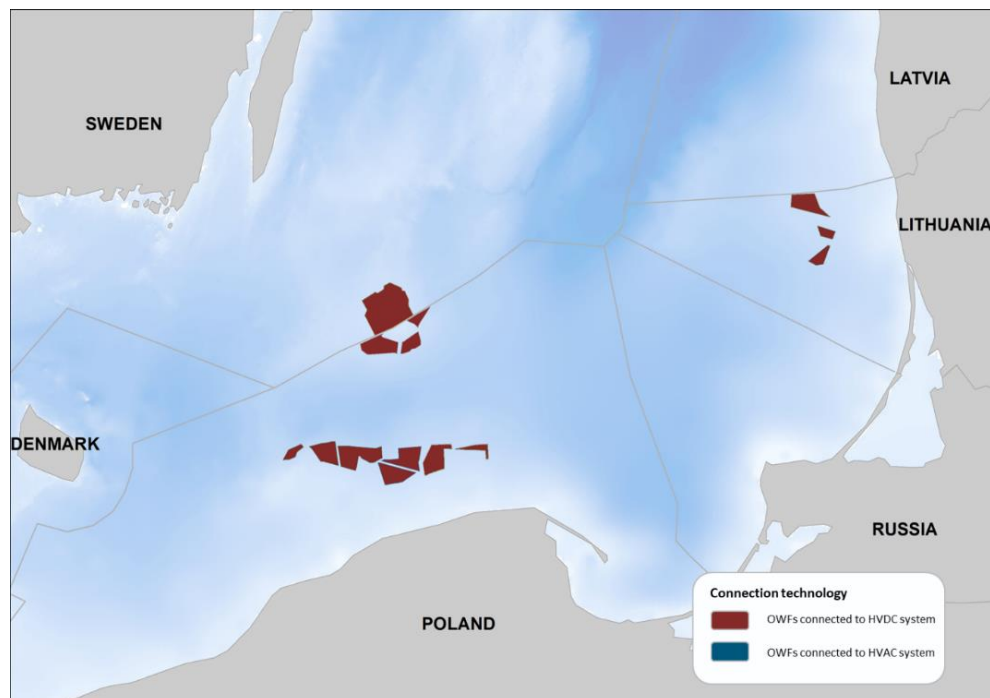 LATVIA
SWEDEN
LITHUANIA
DENMARK
RUSSIA
POLAND
Connection technology
OWFs connected to HVDC system
OWFs connected to HVAC system